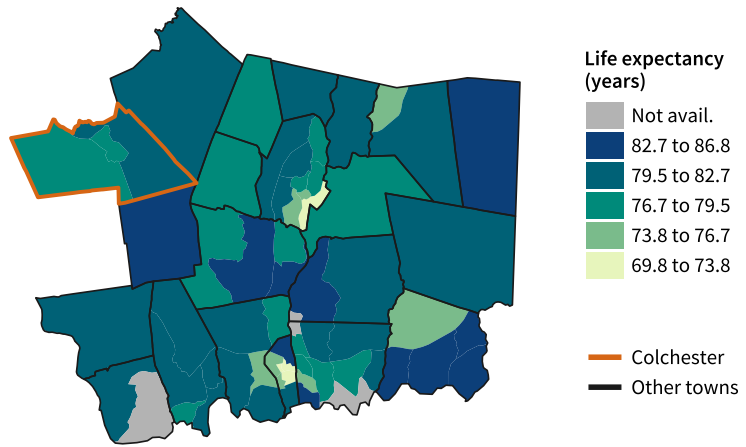 Life expectancy
(years)
Not avail.
82.7 to 86.8
79.5 to 82.7
76.7 to 79.5
73.8 to 76.7
69.8 to 73.8
Colchester
Other towns